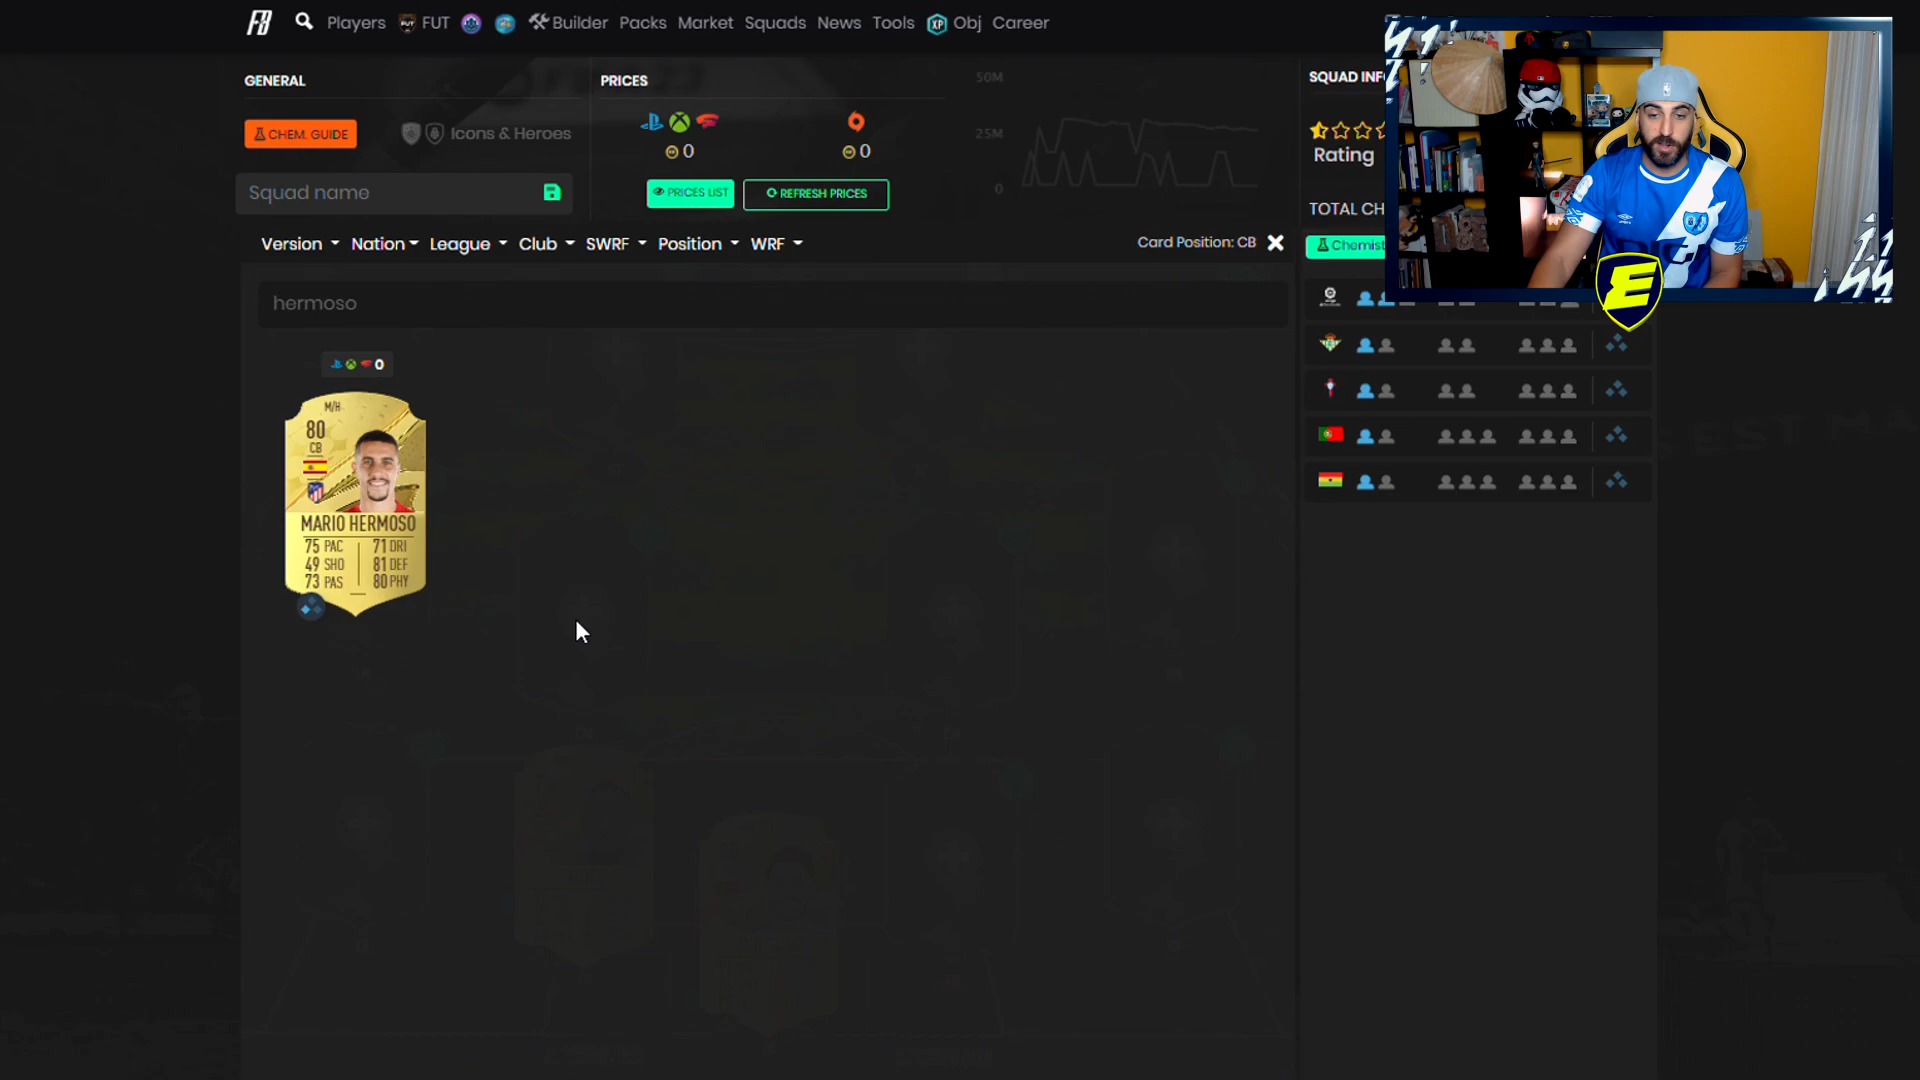 Players FUT Builder Packs Market Squads News Tools XP Obj Career
GENERAL
PRICES
CHEM. GUIDE
Icons & Heroes
0
0
Squad name
PRICES LIST
REFRESH PRICES
50M
25M
0
SQUAD INF
Rating
TOTAL CH
Version Nation League Club SWRF Position WRF
Card Position: CB
Chemist
hermoso
0
M/H
80
CB
MARIO HERMOSO
75 PAC 71 DRI
49 SHO 81 DEF
73 PAS 80 PHY
E